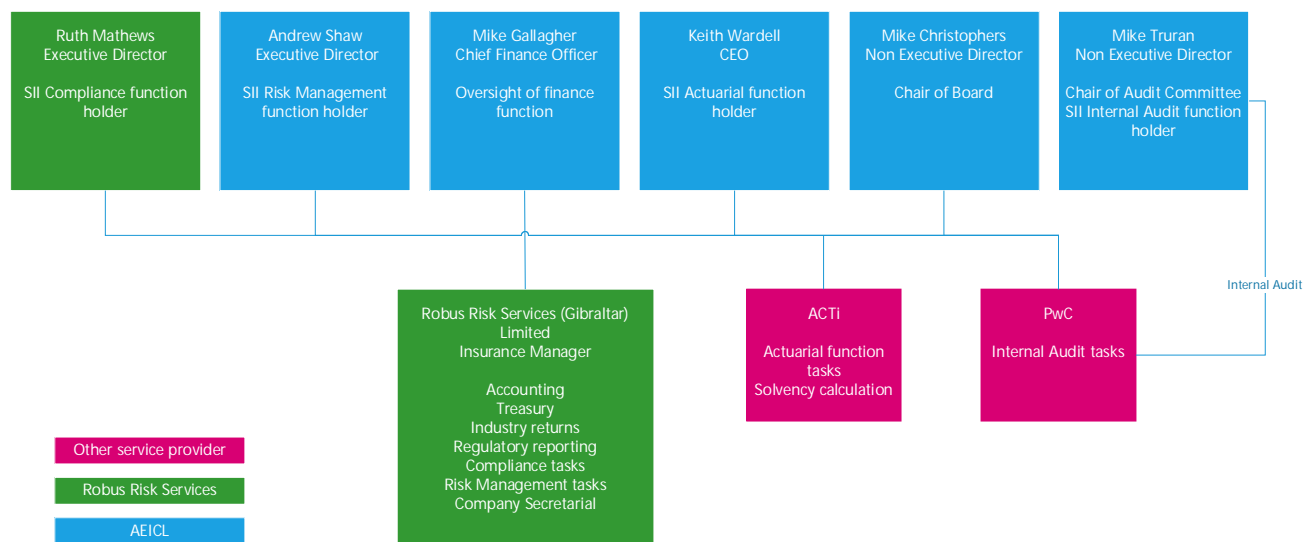 Ruth Mathews
Executive Director
SII Compliance function
holder
Andrew Shaw
Executive Director
SII Risk Management
function holder
Mike Gallagher
Chief Finance Officer
Oversight of finance
function
Keith Wardell
CEO
SII Actuarial function
holder
Mike Christophers
Non Executive Director
Chair of Board
Mike Truran
Non Executive Director
Chair of Audit Committee
SII Internal Audit function
holder
Internal Audit
Robus Risk Services (Gibraltar)
Limited
Insurance Manager
Accounting
Treasury
Industry returns
Regulatory reporting
Compliance tasks
Risk Management tasks
Company Secretarial
ACTi
Actuarial function
tasks
Solvency calculation
PwC
Internal Audit tasks
Other service provider
Robus Risk Services
AEICL